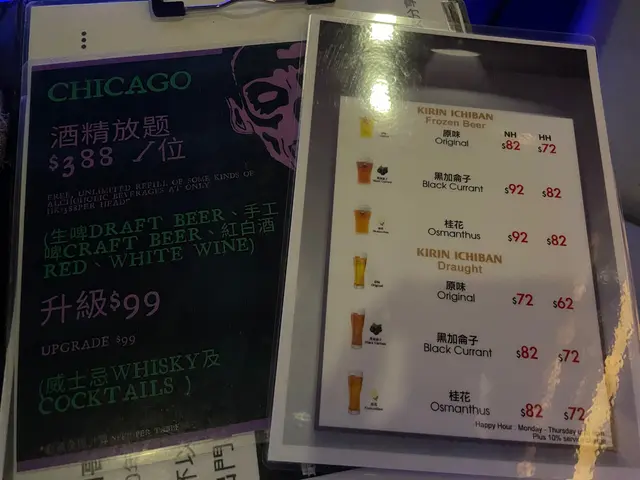 CHICAGO
酒精放題
$388 /位
FREE, UNLIMITED REFILL OF SOME KINDS OF
ALCOHOLIC BEVERAGES AT ONLY
(生啤DRAFT BEER、手工
啤CRAFT BEER、紅白酒
RED、WHITE WINE)
升級$99
UPGRADE $99
(威士忌WHISKY及
COCKTAILS )
PER TABLE
KIRIN ICHIBAN
Frozen Beer
NH HH
原味
Original $82 $72
黑加侖子
Black Currant $92 $82
桂花
Osmanthus $92 $82
KIRIN ICHIBAN
Draught
原味
Original $72 $62
黑加侖子
Black Currant $82 $72
桂花
Osmanthus $82 $72
Happy Hour : Monday - Thursday
Plus 10%